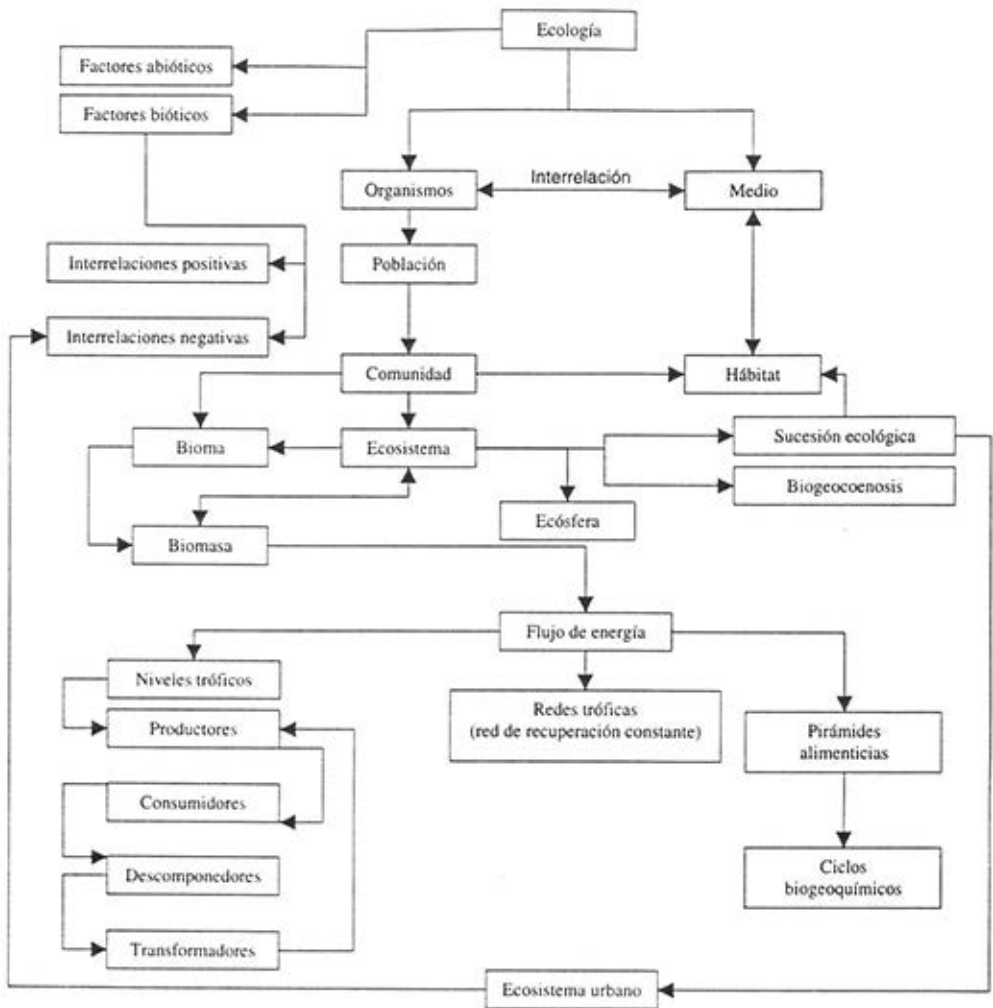 Ecología
Factores abióticos
Factores bióticos
Organismos
Interrelación
Medio
Interrelaciones positivas
Población
Interrelaciones negativas
Comunidad
Hábitat
Bioma
Ecosistema
Sucesión ecológica
Biogeocoenosis
Ecósfera
Biomasa
Flujo de energía
Niveles tróficos
Productores
Redes tróficas
(red de recuperación constante)
Pirámides
alimenticias
Consumidores
Descomponedores
Ciclos
biogeoquímicos
Transformadores
Ecosistema urbano